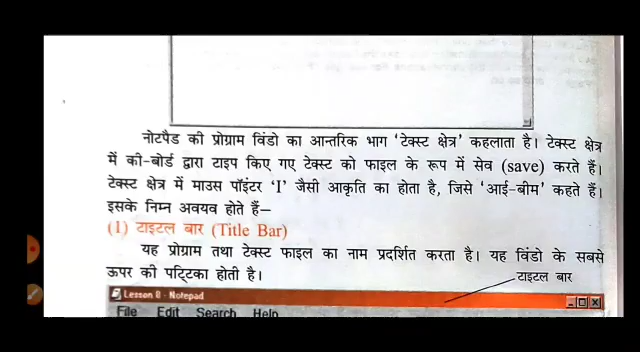 नोटपैड की प्रोग्राम विंडो का आन्तरिक भाग ‘टेक्स्ट क्षेत्र’ कहलाता है। टेक्स्ट क्षेत्र
में की-बोर्ड द्वारा टाइप किए गए टेक्स्ट को फाइल के रूप में सेव (save) करते हैं।
टेक्स्ट क्षेत्र में माउस पॉइंटर ‘I’ जैसी आकृति का होता है, जिसे ‘आई-बीम’ कहते हैं।
इसके निम्न अवयव होते हैं—
(1) टाइटल बार (Title Bar)
यह प्रोग्राम तथा टेक्स्ट फाइल का नाम प्रदर्शित करता है। यह विंडो के सबसे
ऊपर की पट्टिका होती है।
टाइटल बार
Lesson 8 - Notepad
File Edit Search Help